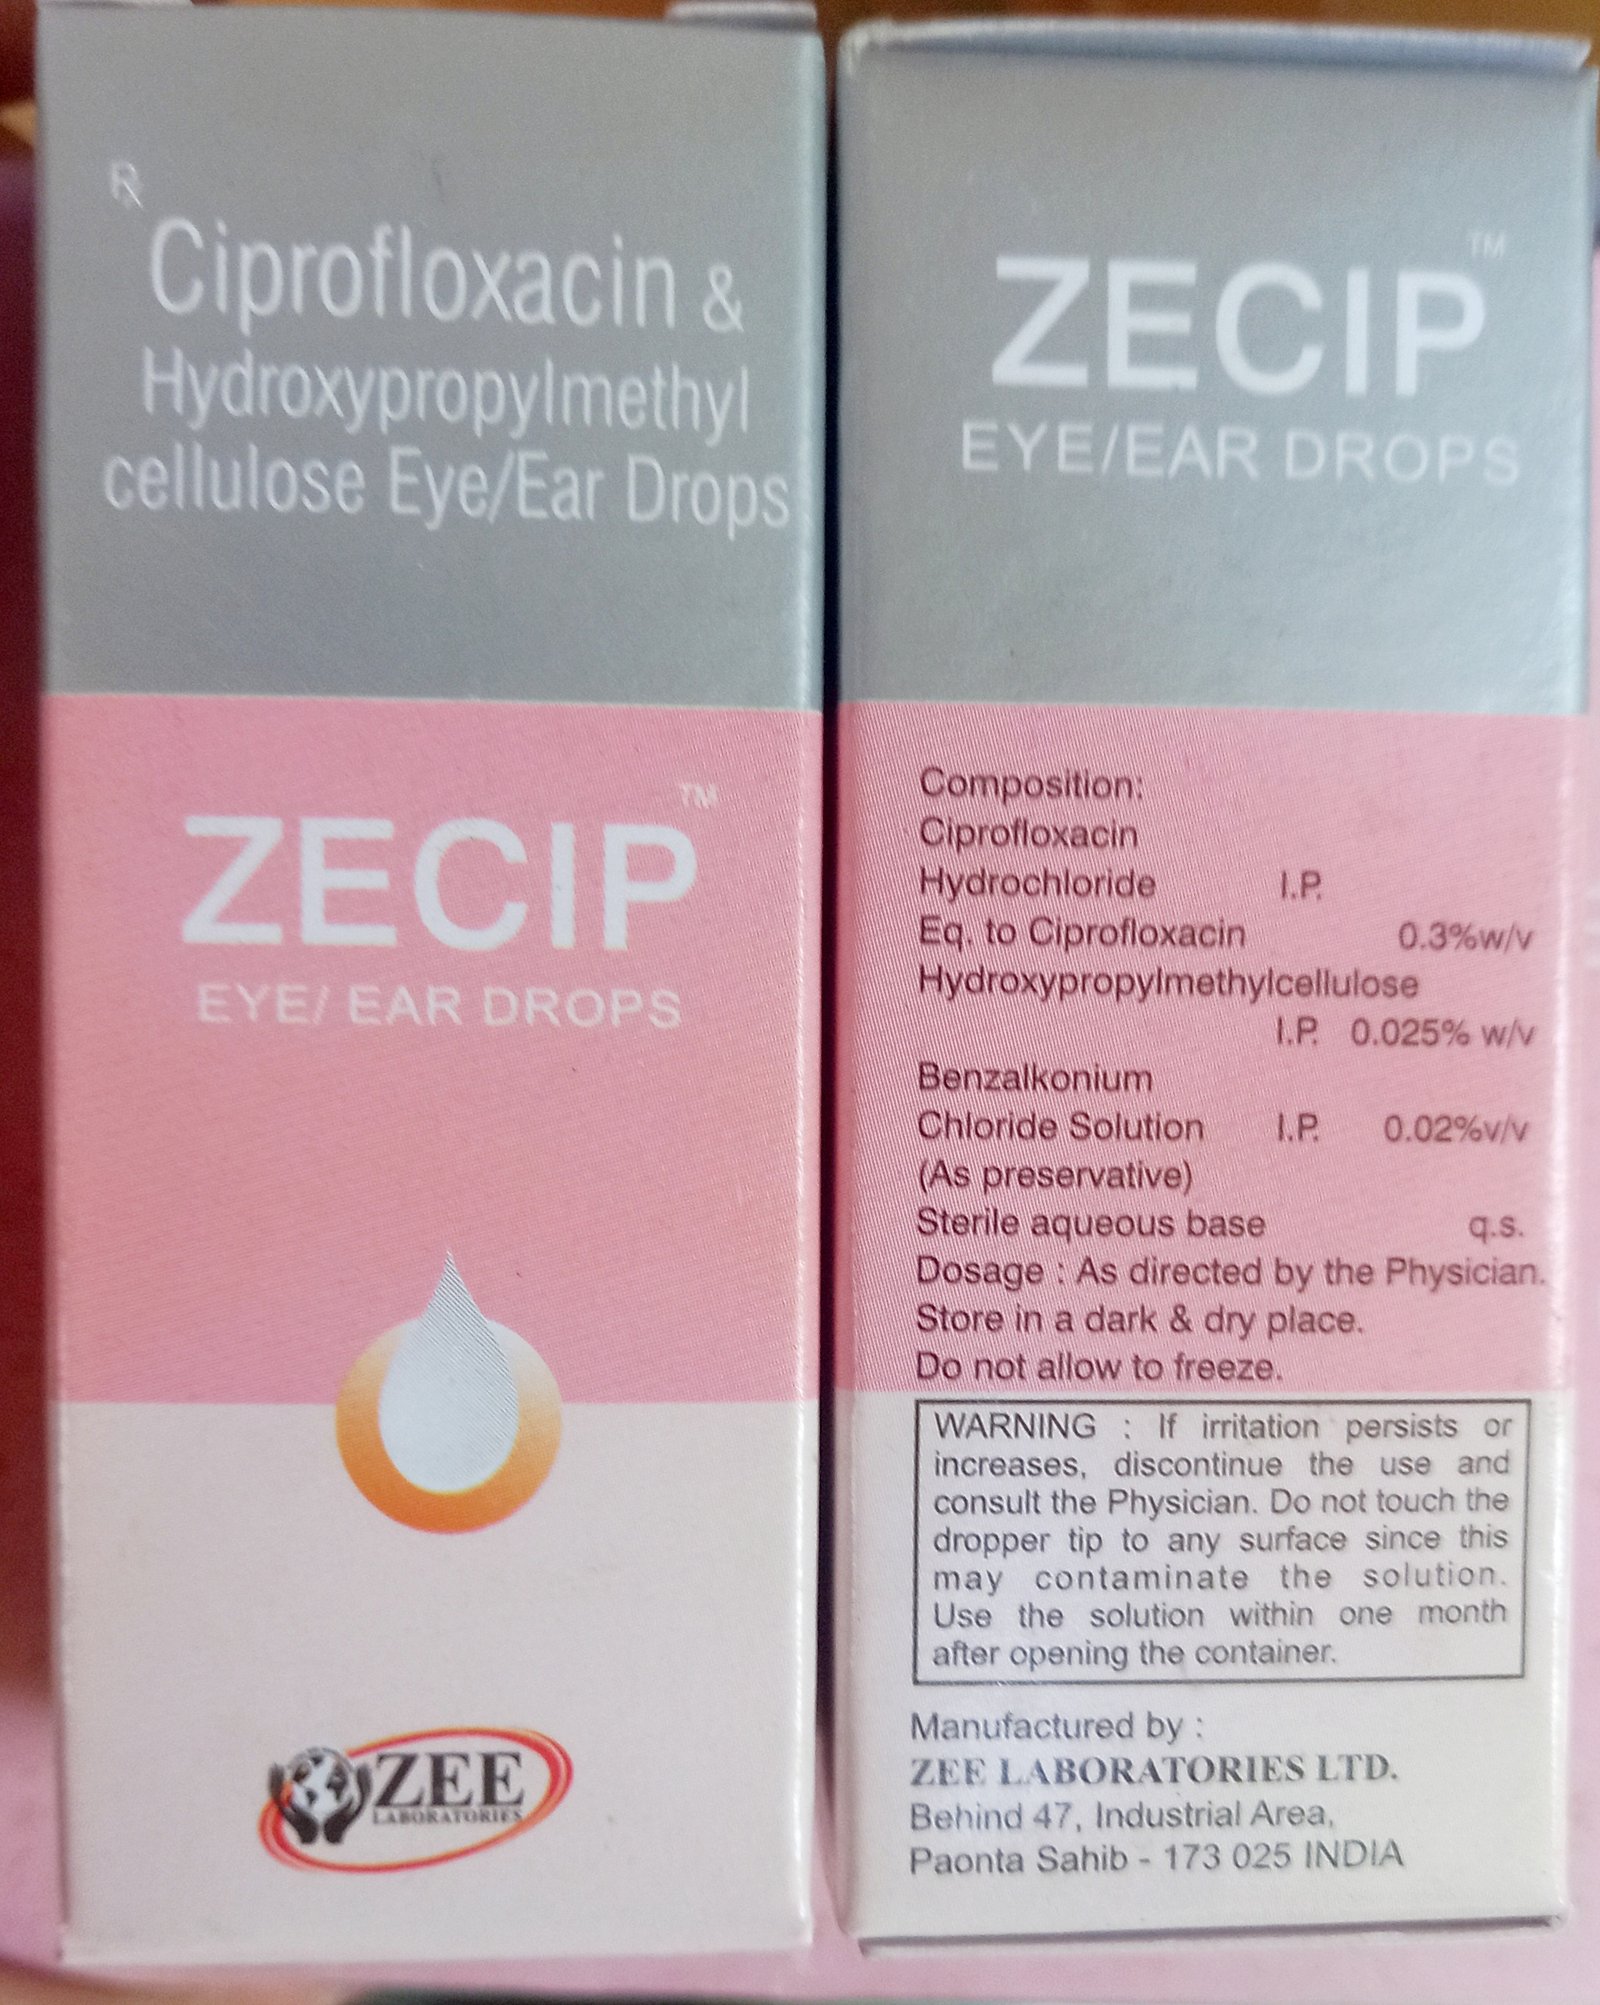 Rx
Ciprofloxacin &
Hydroxypropylmethyl
cellulose Eye/Ear Drops
ZECIP™
EYE/ EAR DROPS
ZEE
LABORATORIES
ZECIP™
EYE/EAR DROPS
Composition:
Ciprofloxacin
Hydrochloride I.P.
Eq. to Ciprofloxacin 0.3%w/v
Hydroxypropylmethylcellulose
I.P. 0.025% w/v
Benzalkonium
Chloride Solution I.P. 0.02%v/v
(As preservative)
Sterile aqueous base q.s.
Dosage : As directed by the Physician.
Store in a dark & dry place.
Do not allow to freeze.
WARNING : If irritation persists or
increases, discontinue the use and
consult the Physician. Do not touch the
dropper tip to any surface since this
may contaminate the solution.
Use the solution within one month
after opening the container.
Manufactured by :
ZEE LABORATORIES LTD.
Behind 47, Industrial Area,
Paonta Sahib - 173 025 INDIA